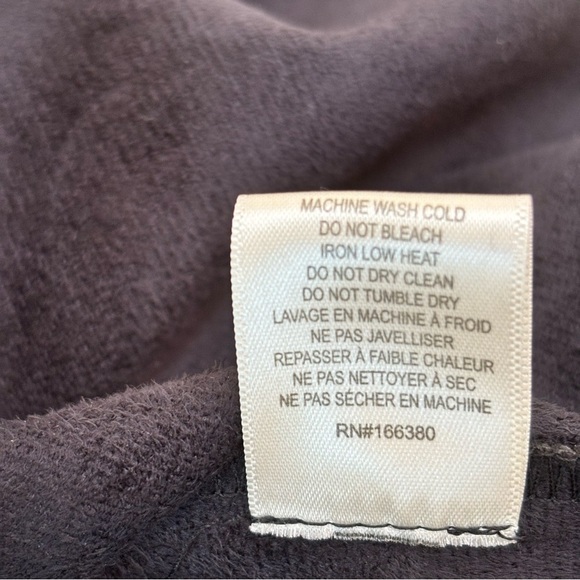 MACHINE WASH COLD
DO NOT BLEACH
IRON LOW HEAT
DO NOT DRY CLEAN
DO NOT TUMBLE DRY
LAVAGE EN MACHINE À FROID
NE PAS JAVELLISER
REPASSER À FAIBLE CHALEUR
NE PAS NETTOYER À SEC
NE PAS SÉCHER EN MACHINE
RN#166380